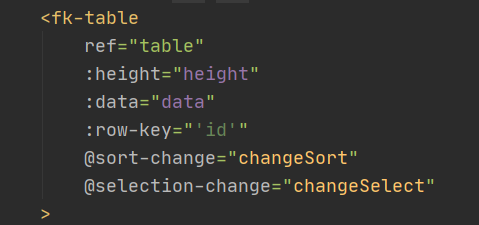 <fk-table
ref="table"
:height="height"
:data="data"
:row-key="'id'"
@sort-change="changeSort"
@selection-change="changeSelect"
>